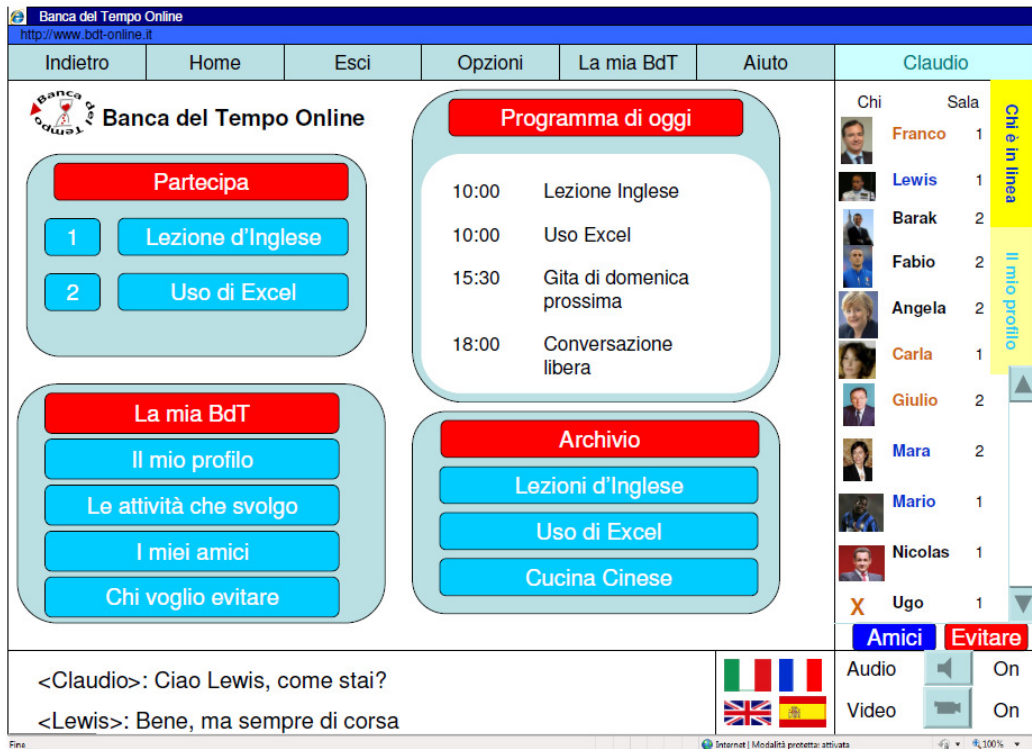 Banca del Tempo Online
http://www.bdt-online.it
Indietro Home Esci Opzioni La mia BdT Aiuto Claudio
Banca del Tempo
Banca del Tempo Online
Partecipa
1 Lezione d'Inglese
2 Uso di Excel
Programma di oggi
10:00 Lezione Inglese
10:00 Uso Excel
15:30 Gita di domenica
prossima
18:00 Conversazione
libera
La mia BdT
Il mio profilo
Le attività che svolgo
I miei amici
Chi voglio evitare
Archivio
Lezioni d'Inglese
Uso di Excel
Cucina Cinese
Chi Sala
Franco 1
Lewis 1
Barak 2
Fabio 2
Angela 2
Carla 1
Giulio 2
Mara 2
Mario 1
Nicolas 1
X Ugo 1
Chi è in linea
Il mio profilo
Amici Evitare
<Claudio>: Ciao Lewis, come stai?
<Lewis>: Bene, ma sempre di corsa
Audio On
Video On
Fine Internet | Modalità protetta: attivata 100%